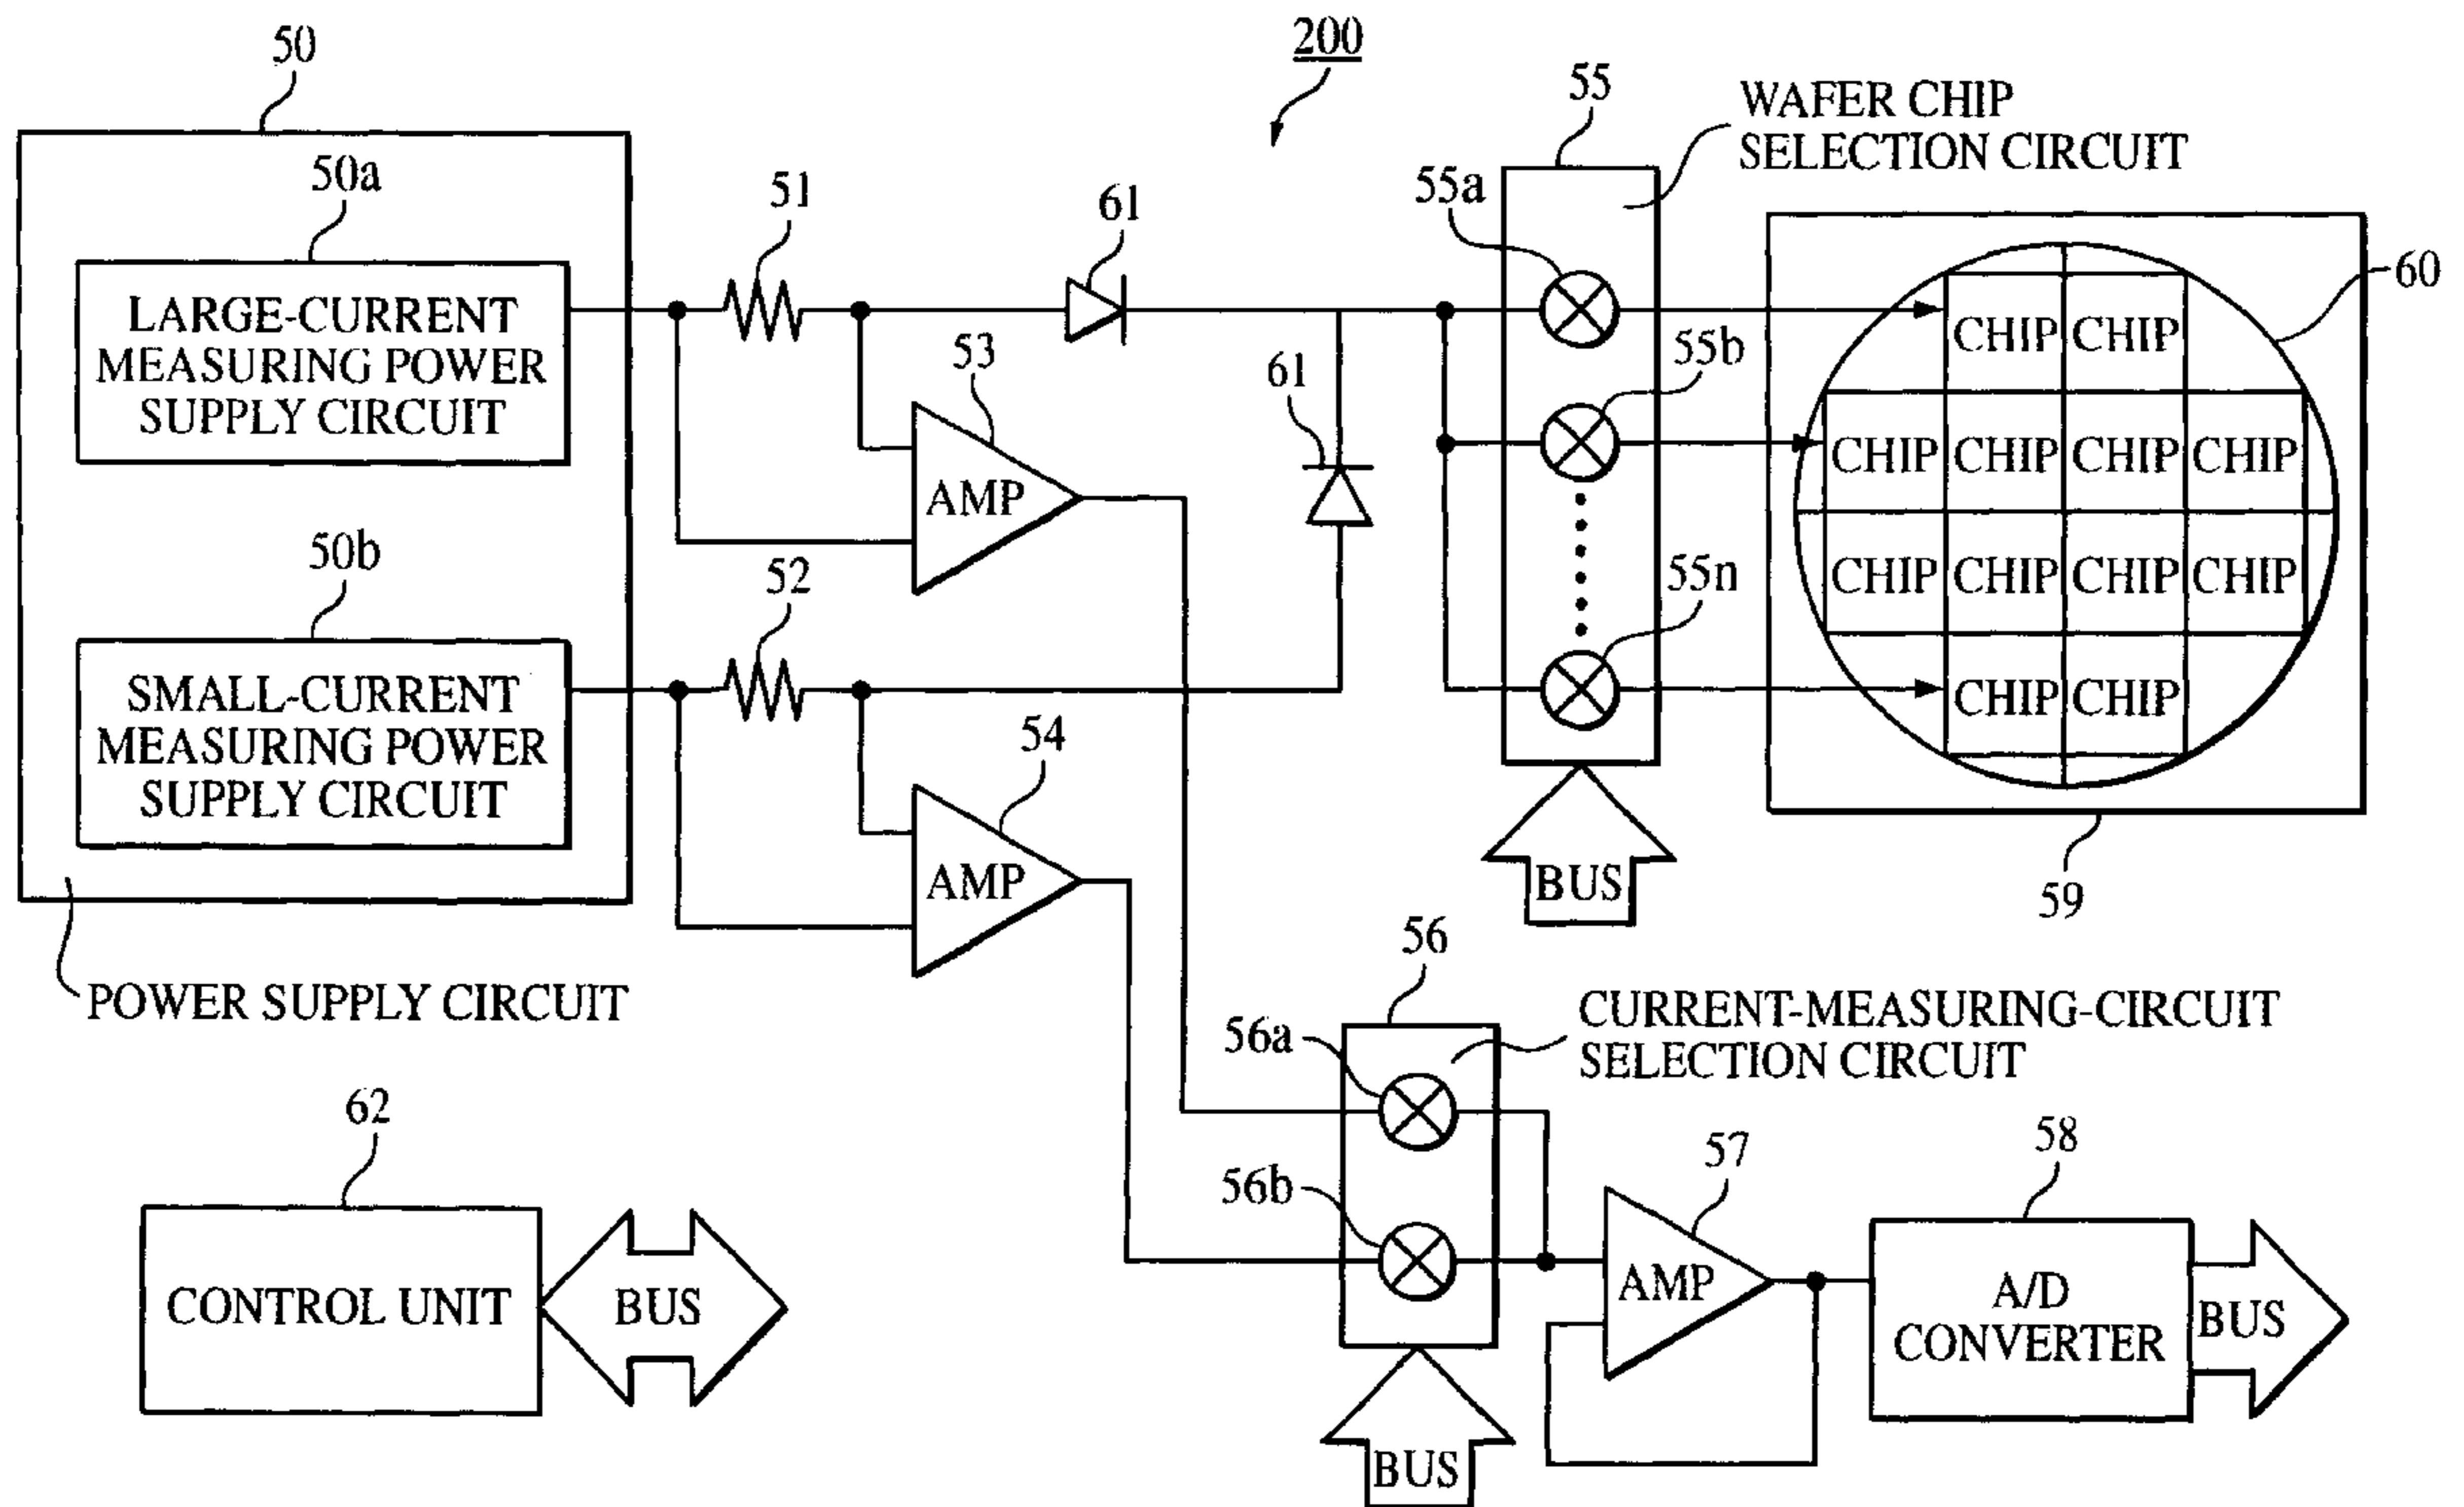 200
50
50a
LARGE-CURRENT
MEASURING POWER
SUPPLY CIRCUIT
50b
SMALL-CURRENT
MEASURING POWER
SUPPLY CIRCUIT
POWER SUPPLY CIRCUIT
51
61
53
AMP
52
61
54
AMP
55
WAFER CHIP
SELECTION CIRCUIT
55a
55b
55n
BUS
60
CHIP CHIP
CHIP CHIP CHIP CHIP
CHIP CHIP CHIP CHIP
CHIP CHIP
59
56
CURRENT-MEASURING-CIRCUIT
SELECTION CIRCUIT
56a
56b
BUS
57
AMP
58
A/D
CONVERTER
BUS
62
CONTROL UNIT
BUS